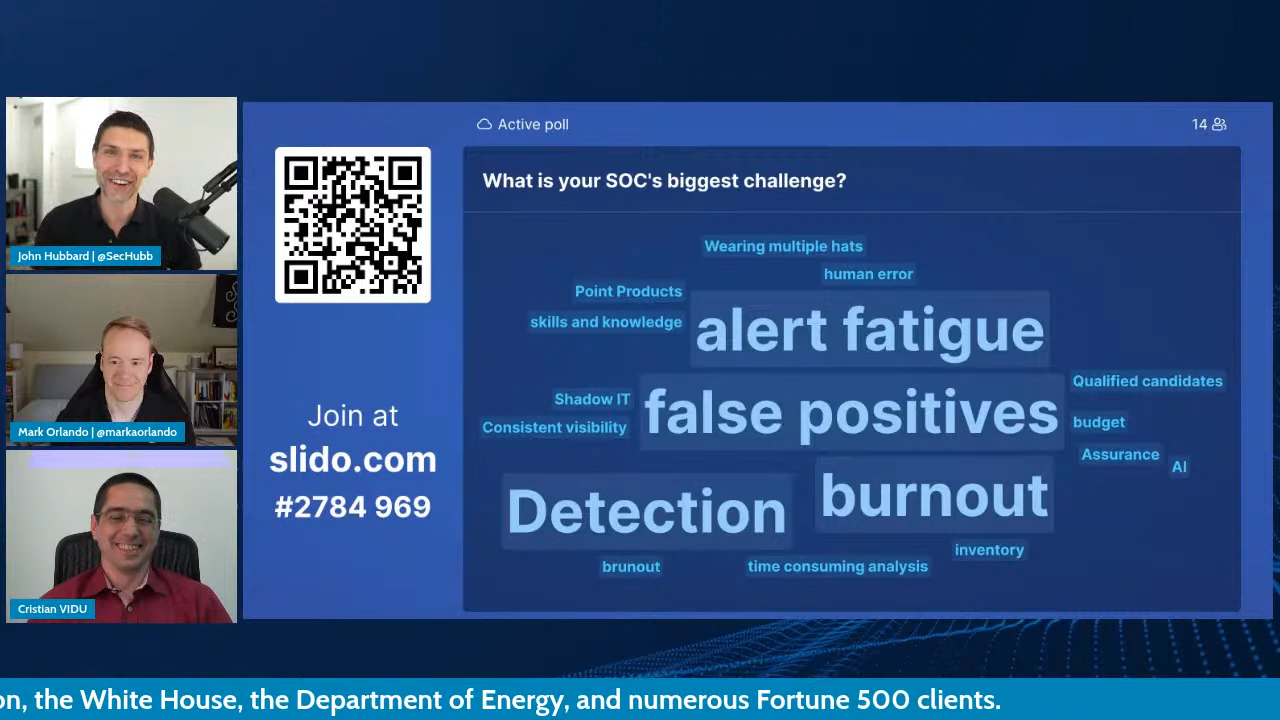 John Hubbard | @SecHubb
Mark Orlando | @markaorlando
Cristian VIDU
Join at
slido.com
#2784 969
Active poll
14
What is your SOC's biggest challenge?
Wearing multiple hats
human error
Point Products
skills and knowledge
alert fatigue
Shadow IT
Consistent visibility
false positives
Qualified candidates
budget
Assurance
AI
Detection
burnout
inventory
brunout
time consuming analysis
the White House, the Department of Energy, and numerous Fortune 500 clients.